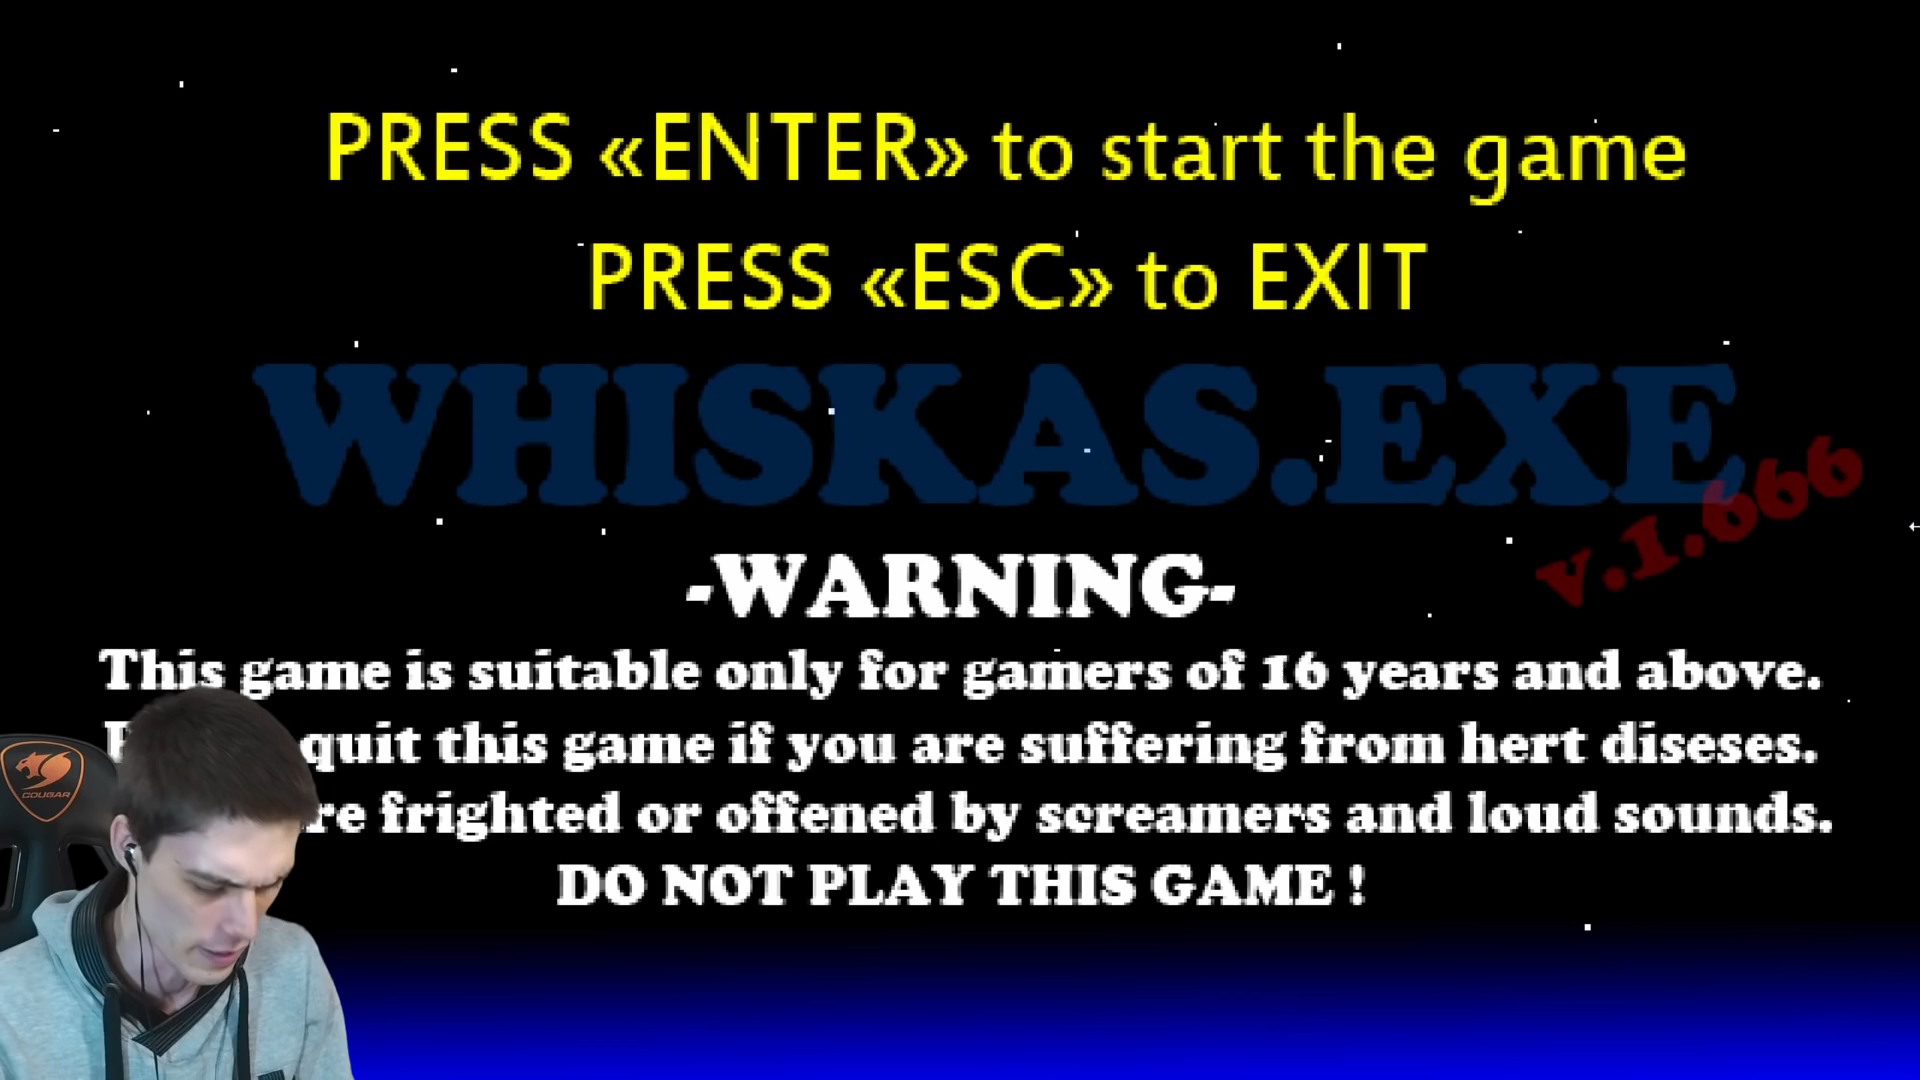 PRESS «ENTER» to start the game
PRESS «ESC» to EXIT
WHISKAS.EXE
v.1.666
-WARNING-
This game is suitable only for gamers of 16 years and above.
quit this game if you are suffering from hert diseses.
frighted or offened by screamers and loud sounds.
DO NOT PLAY THIS GAME !
COUGAR